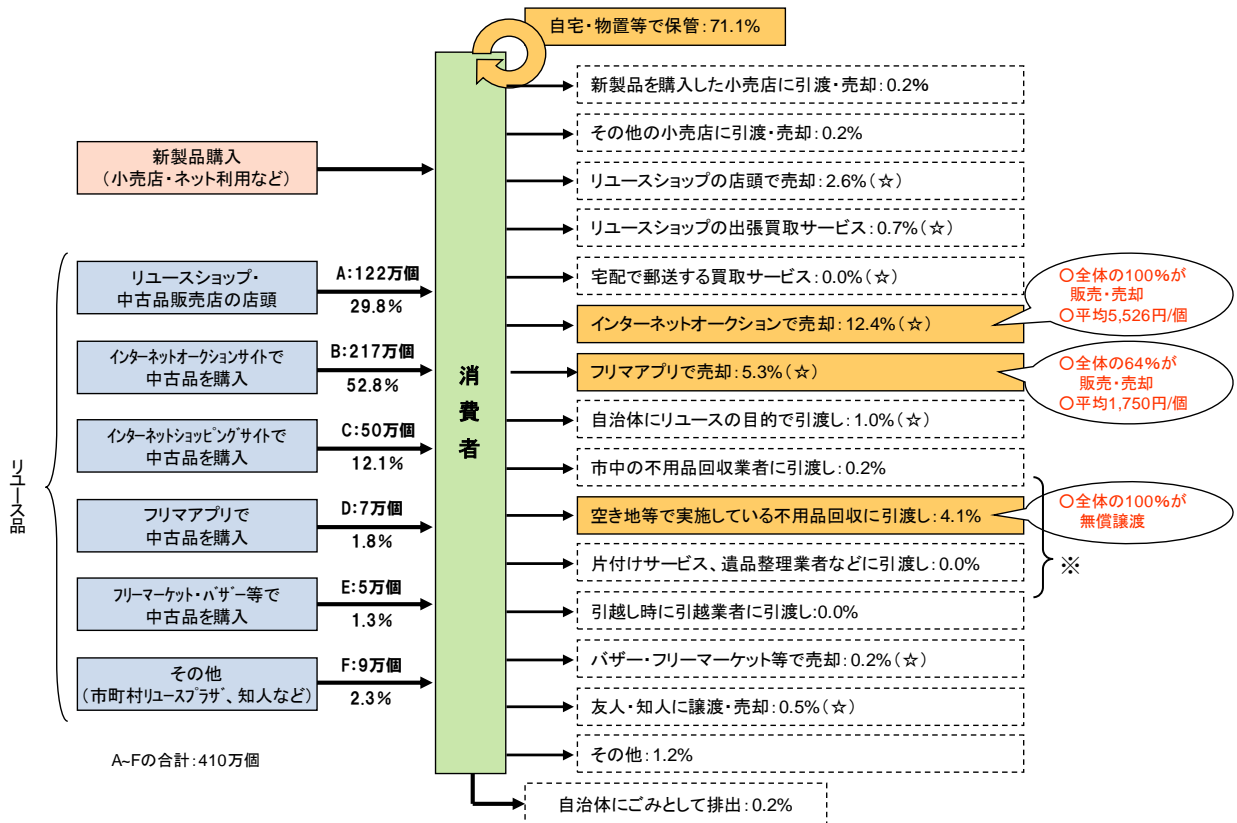 自宅・物置等で保管：71.1%
新製品を購入した小売店に引渡・売却：0.2%
その他の小売店に引渡・売却：0.2%
新製品購入
（小売店・ネット利用など）
リユースショップの店頭で売却：2.6%（☆）
リユースショップの出張買取サービス：0.7%（☆）
リユースショップ・
中古品販売店の店頭
A：122万個
29.8%
宅配で郵送する買取サービス：0.0%（☆）
インターネットオークションで売却：12.4%（☆）
〇全体の100%が
販売・売却
〇平均5,526円/個
インターネットオークションサイトで
中古品を購入
B：217万個
52.8%
消費者
フリマアプリで売却：5.3%（☆）
〇全体の64%が
販売・売却
〇平均1,750円/個
自治体にリユースの目的で引渡し：1.0%（☆）
インターネットショッピングサイトで
中古品を購入
C：50万個
12.1%
市中の不用品回収業者に引渡し：0.2%
リユース品
フリマアプリで
中古品を購入
D：7万個
1.8%
空き地等で実施している不用品回収に引渡し：4.1%
〇全体の100%が
無償譲渡
片付けサービス、遺品整理業者などに引渡し：0.0%
※
フリーマーケット・バザー等で
中古品を購入
E：5万個
1.3%
引越し時に引越業者に引渡し:0.0%
バザー・フリーマーケット等で売却：0.2%（☆）
その他
（市町村リユースプラザ、知人など）
F：9万個
2.3%
友人・知人に譲渡・売却：0.5%（☆）
その他：1.2%
A~Fの合計：410万個
自治体にごみとして排出：0.2%